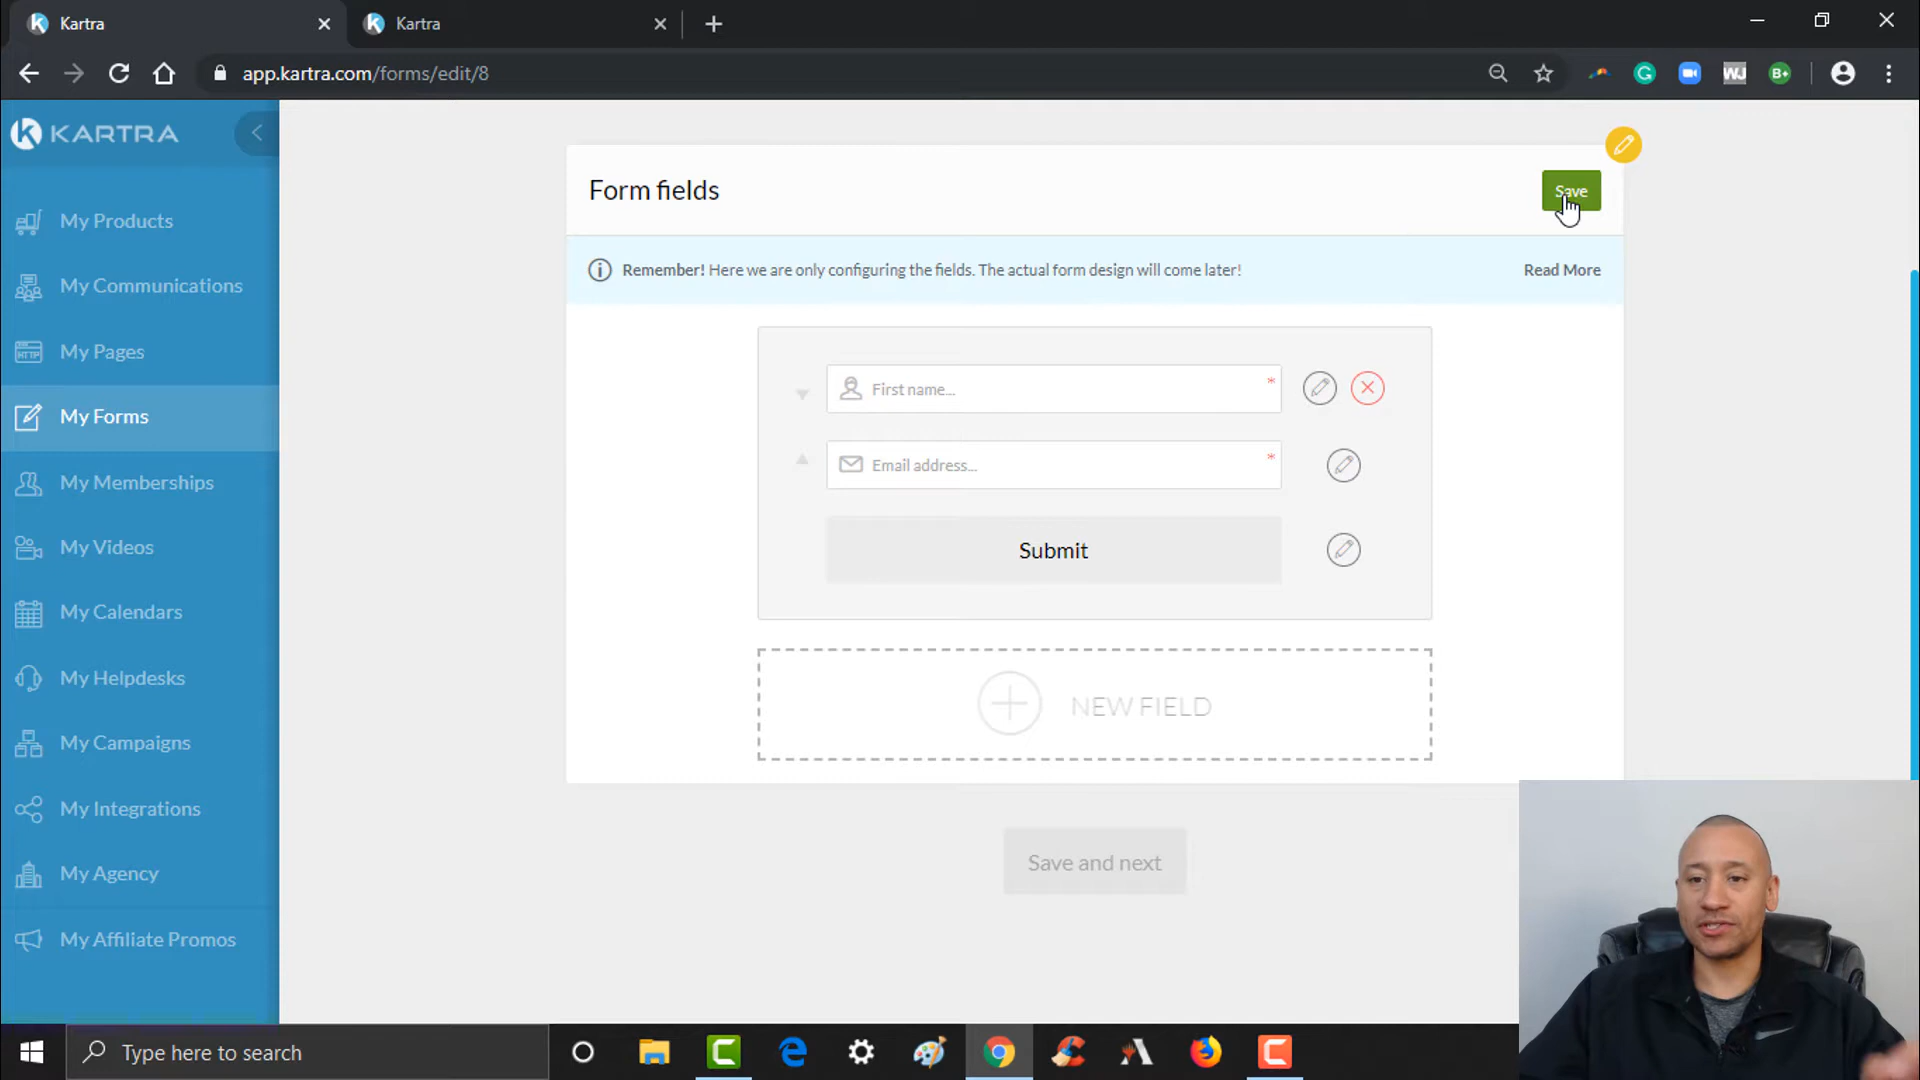 Kartra
Kartra
app.kartra.com/forms/edit/8
WJ
B+
KARTRA
My Products
My Communications
HTTP
My Pages
My Forms
My Memberships
My Videos
My Calendars
My Helpdesks
My Campaigns
My Integrations
My Agency
My Affiliate Promos
Form fields
Save
Remember! Here we are only configuring the fields. The actual form design will come later!
Read More
First name... *
Email address... *
Submit
NEW FIELD
Save and next
Type here to search